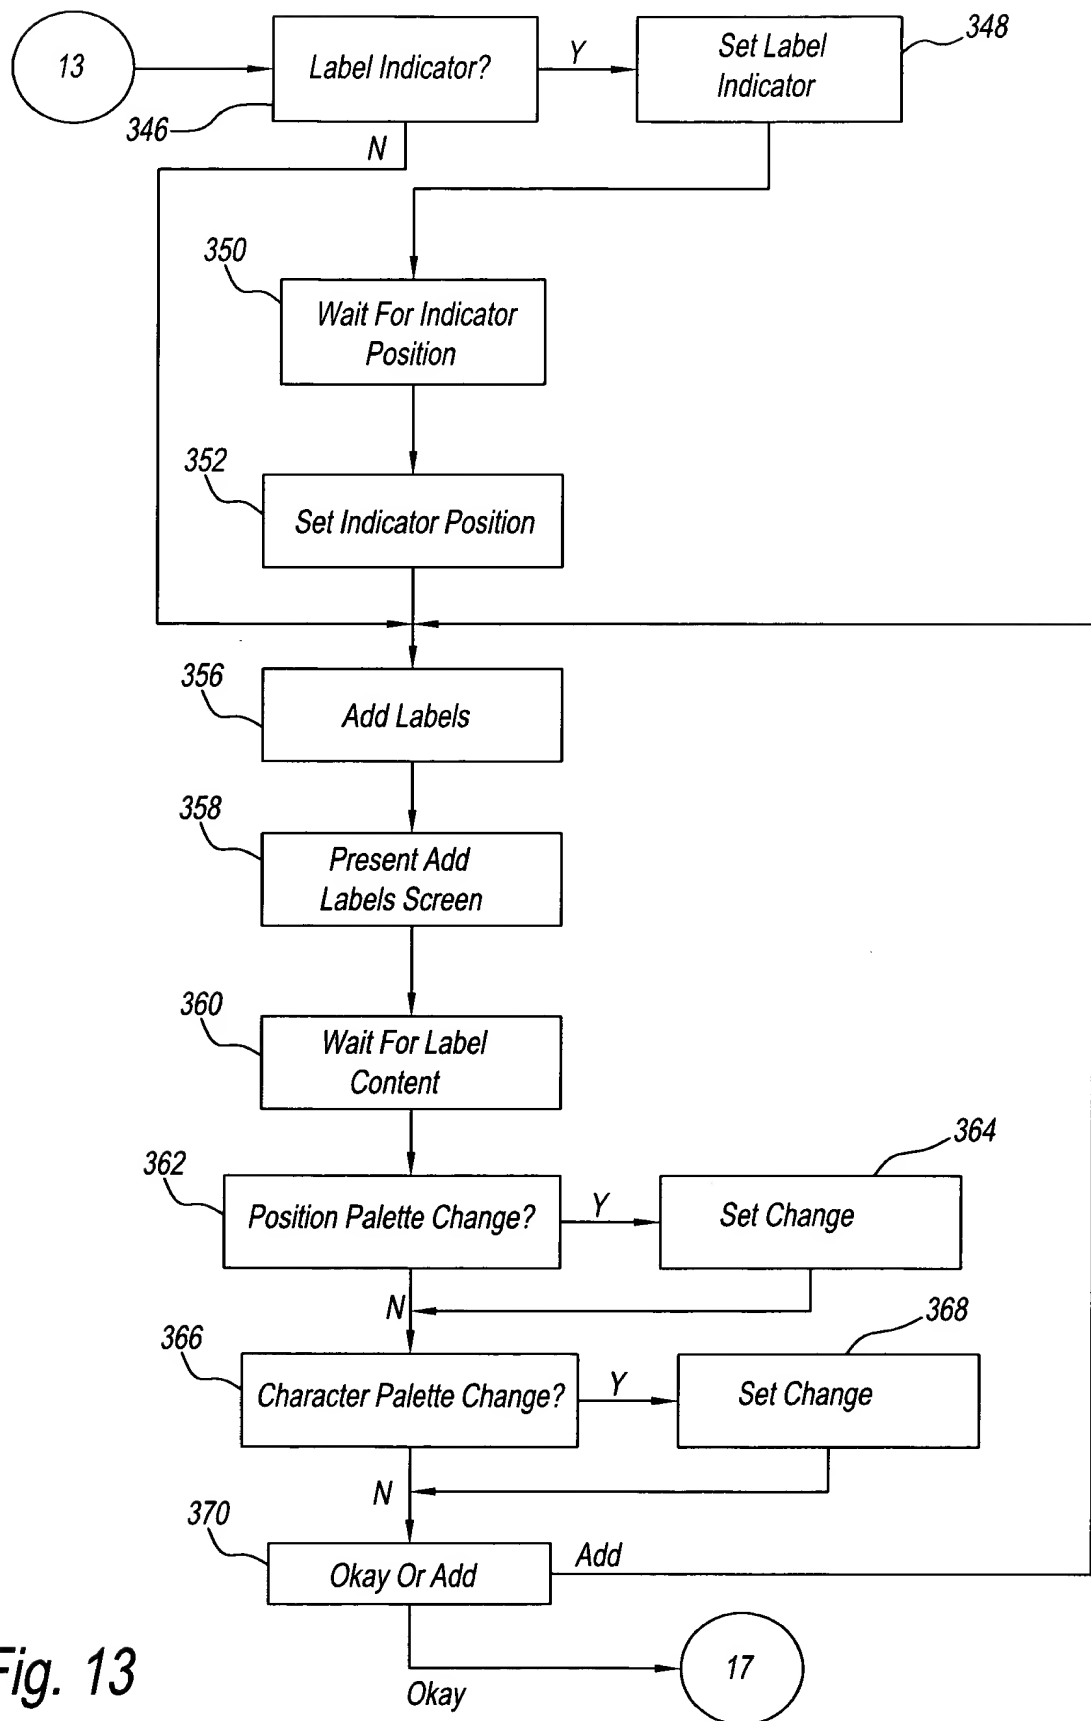 13
Label Indicator?
Y
Set Label
Indicator
348
346
N
350
Wait For Indicator
Position
352
Set Indicator Position
356
Add Labels
358
Present Add
Labels Screen
360
Wait For Label
Content
364
362
Position Palette Change?
Y
Set Change
N
368
366
Character Palette Change?
Y
Set Change
N
370
Okay Or Add
Add
Okay
17
Fig. 13